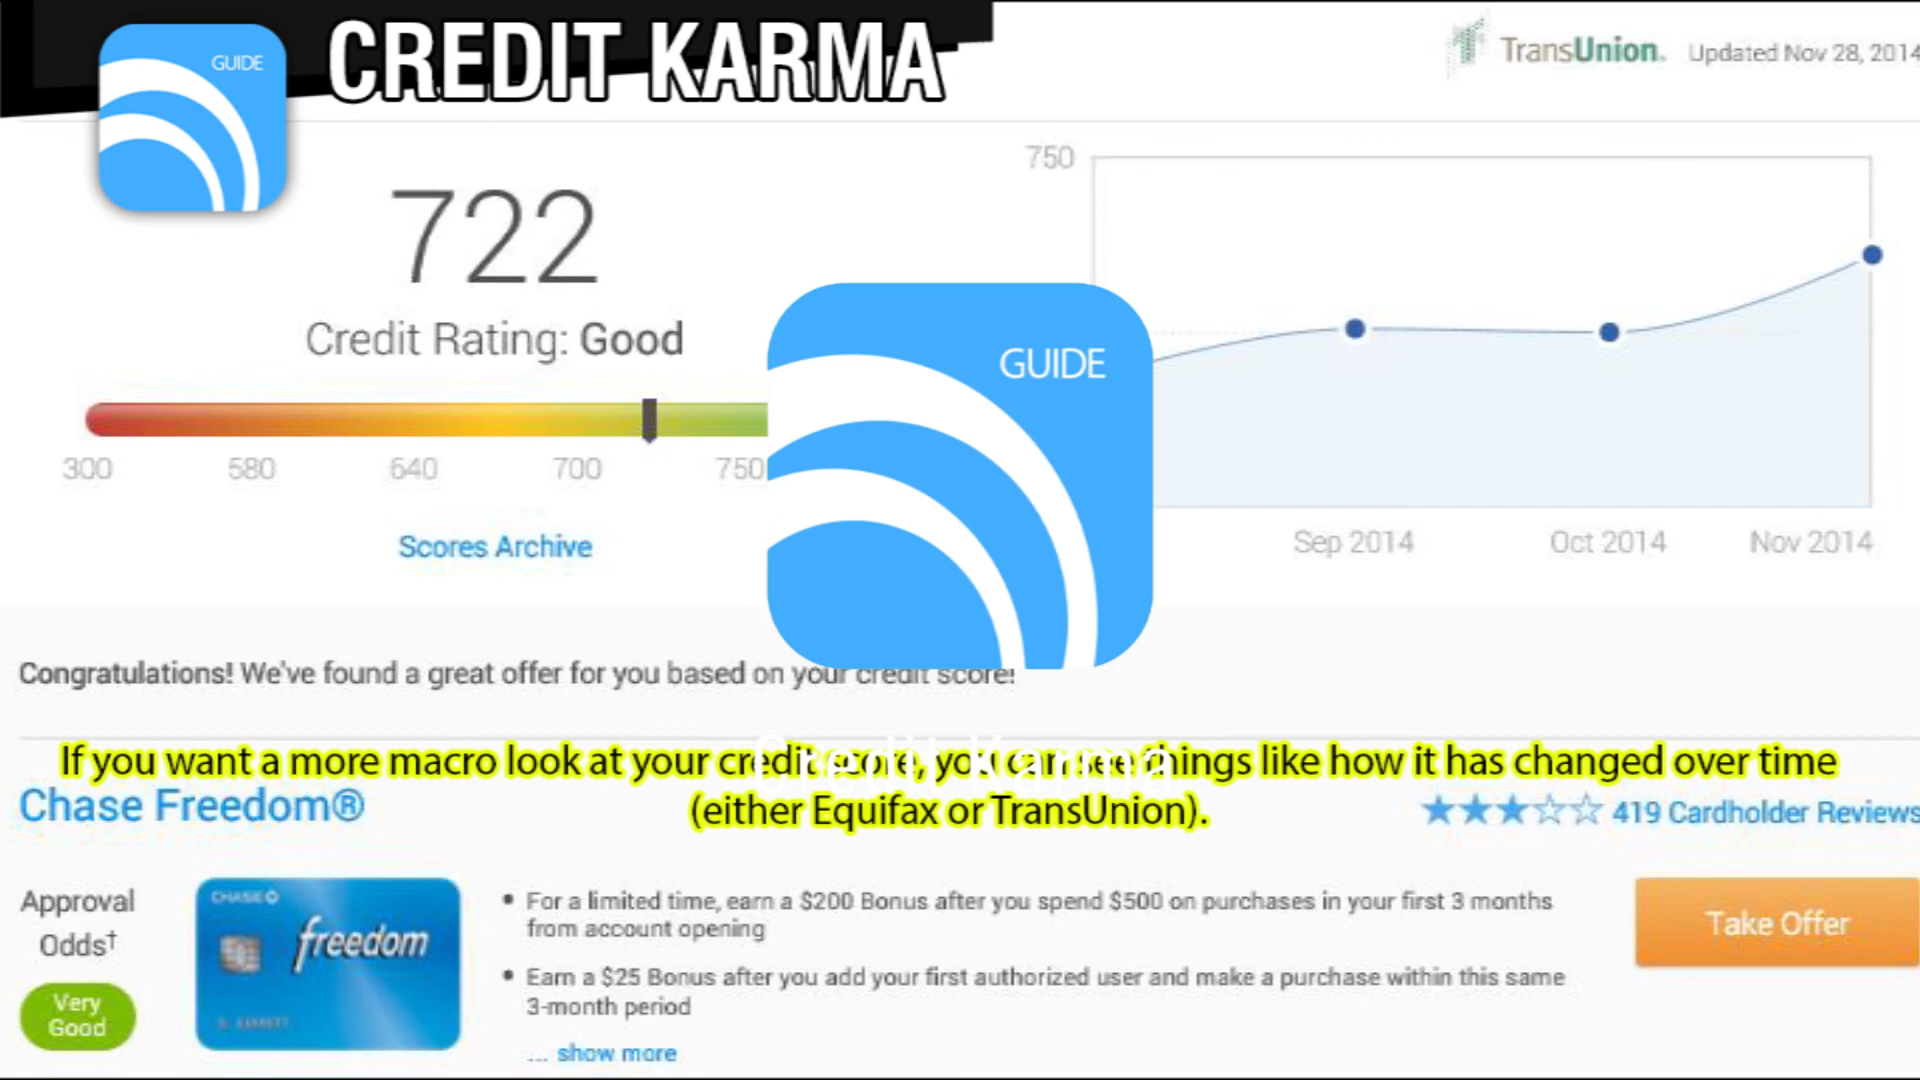 GUIDE
CREDIT KARMA
TransUnion. Updated Nov 28, 2014
722
Credit Rating: Good
300 580 640 700 750
Scores Archive
750
GUIDE
Sep 2014 Oct 2014 Nov 2014
Congratulations! We've found a great offer for you based on your credit score!
Credit Karma
If you want a more macro look at your credit score, you can see things like how it has changed over time
(either Equifax or TransUnion).
Chase Freedom®
★★★☆☆ 419 Cardholder Reviews
Approval
Odds†
Very
Good
CHASE
freedom
• For a limited time, earn a $200 Bonus after you spend $500 on purchases in your first 3 months
from account opening
• Earn a $25 Bonus after you add your first authorized user and make a purchase within this same
3-month period
... show more
Take Offer